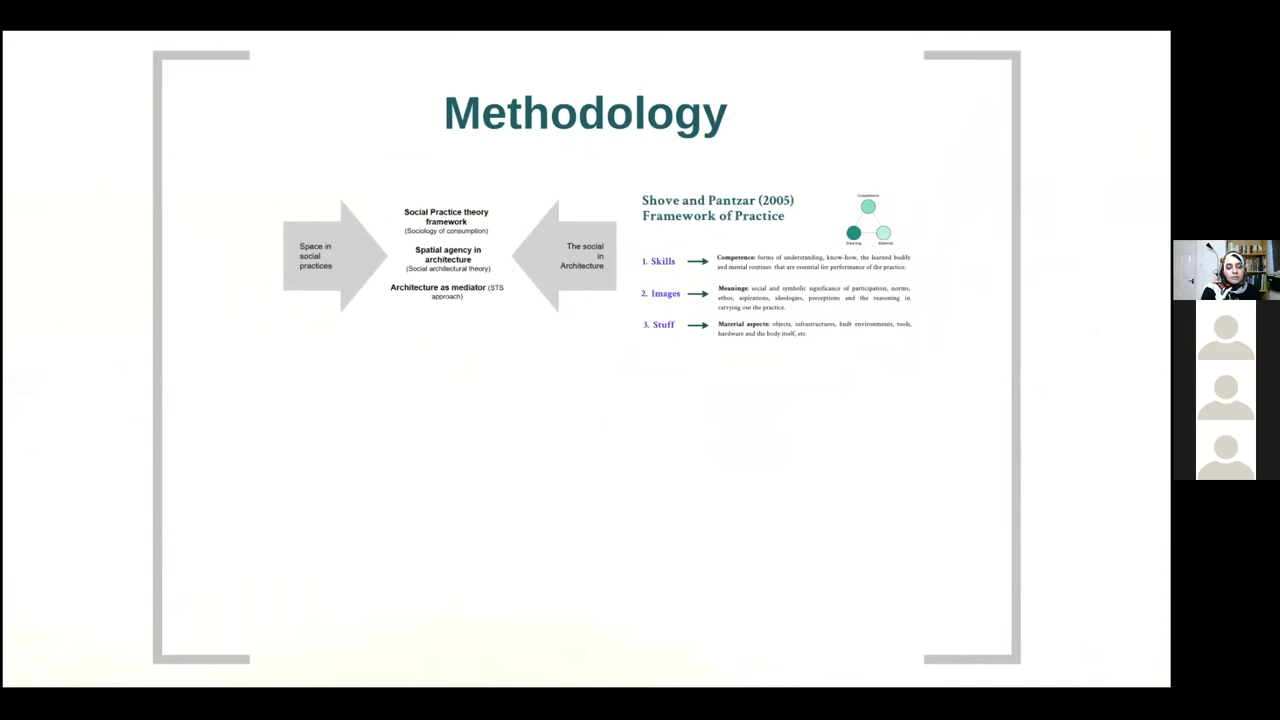 Methodology
Space in
social
practices
Social Practice theory
framework
(Sociology of consumption)
Spatial agency in
architecture
(Social architectural theory)
Architecture as mediator (STS
approach)
The social
in
Architecture
Shove and Pantzar (2005)
Framework of Practice
Competence
Meaning
Material
1. Skills
Competence: forms of understanding, know-how, the learned bodily
and mental routines that are essential for performance of the practice.
2. Images
Meanings: social and symbolic significance of participation, norms,
ethos, aspirations, ideologies, perceptions and the reasoning in
carrying out the practice.
3. Stuff
Material aspects: objects, infrastructures, built environments, tools,
hardware and the body itself, etc